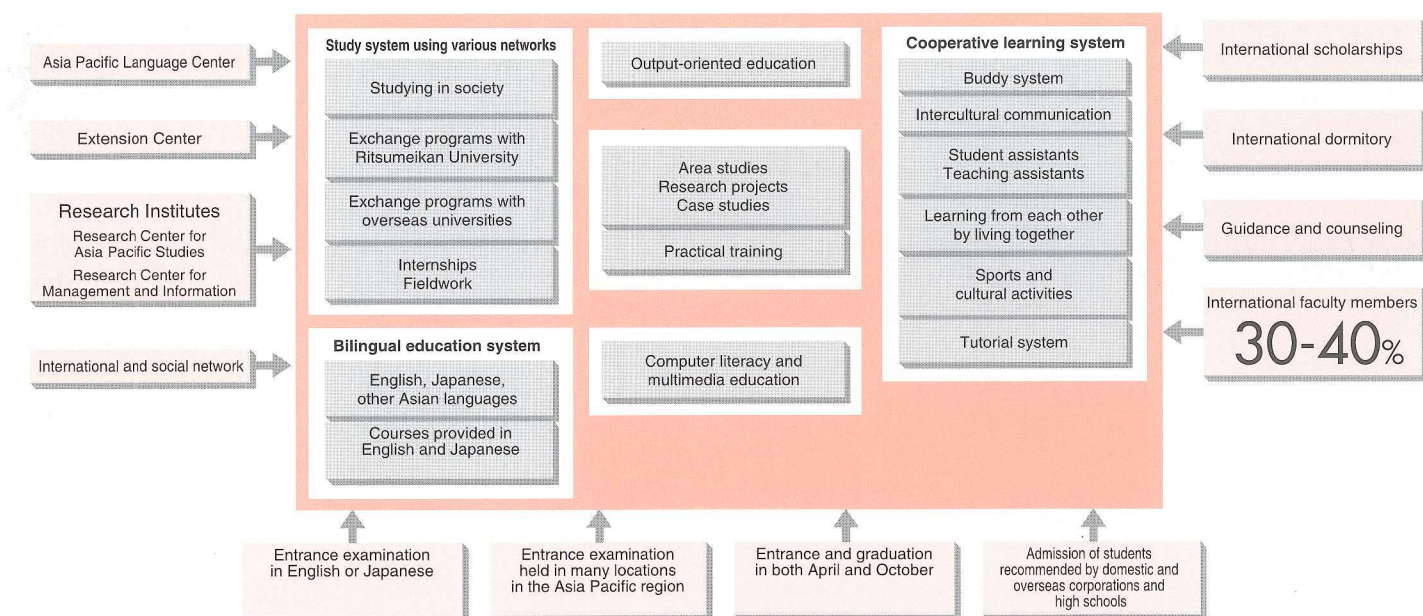 Asia Pacific Language Center
Extension Center
Research Institutes
Research Center for
Asia Pacific Studies
Research Center for
Management and Information
International and social network
Study system using various networks
Studying in society
Exchange programs with
Ritsumeikan University
Exchange programs with
overseas universities
Internships
Fieldwork
Bilingual education system
English, Japanese,
other Asian languages
Courses provided in
English and Japanese
Output-oriented education
Area studies
Research projects
Case studies
Practical training
Computer literacy and
multimedia education
Cooperative learning system
Buddy system
Intercultural communication
Student assistants
Teaching assistants
Learning from each other
by living together
Sports and
cultural activities
Tutorial system
International scholarships
International dormitory
Guidance and counseling
International faculty members
30-40%
Entrance examination
in English or Japanese
Entrance examination
held in many locations
in the Asia Pacific region
Entrance and graduation
in both April and October
Admission of students
recommended by domestic and
overseas corporations and
high schools